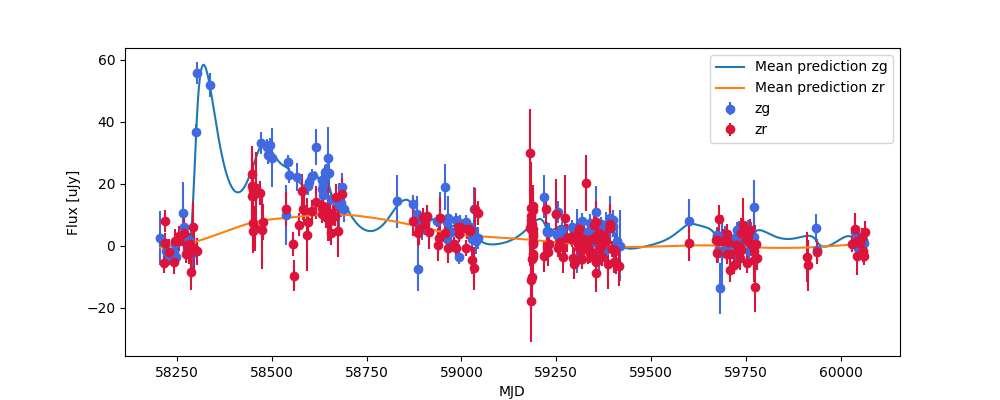 60
40
20
0
−20
Flux [uJy]
58250 58500 58750 59000 59250 59500 59750 60000
MJD
Mean prediction zg
Mean prediction zr
zg
zr